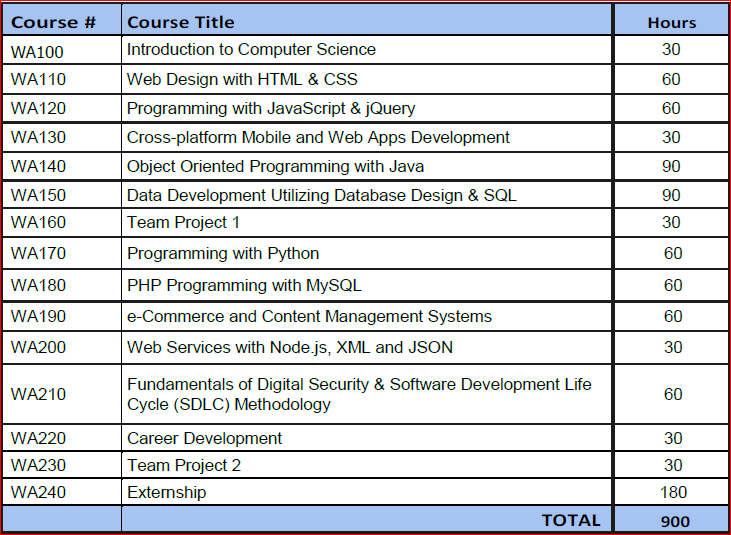 Course # Course Title Hours
WA100 Introduction to Computer Science 30
WA110 Web Design with HTML & CSS 60
WA120 Programming with JavaScript & jQuery 60
WA130 Cross-platform Mobile and Web Apps Development 30
WA140 Object Oriented Programming with Java 90
WA150 Data Development Utilizing Database Design & SQL 90
WA160 Team Project 1 30
WA170 Programming with Python 60
WA180 PHP Programming with MySQL 60
WA190 e-Commerce and Content Management Systems 60
WA200 Web Services with Node.js, XML and JSON 30
WA210 Fundamentals of Digital Security & Software Development Life
Cycle (SDLC) Methodology 60
WA220 Career Development 30
WA230 Team Project 2 30
WA240 Externship 180
TOTAL 900